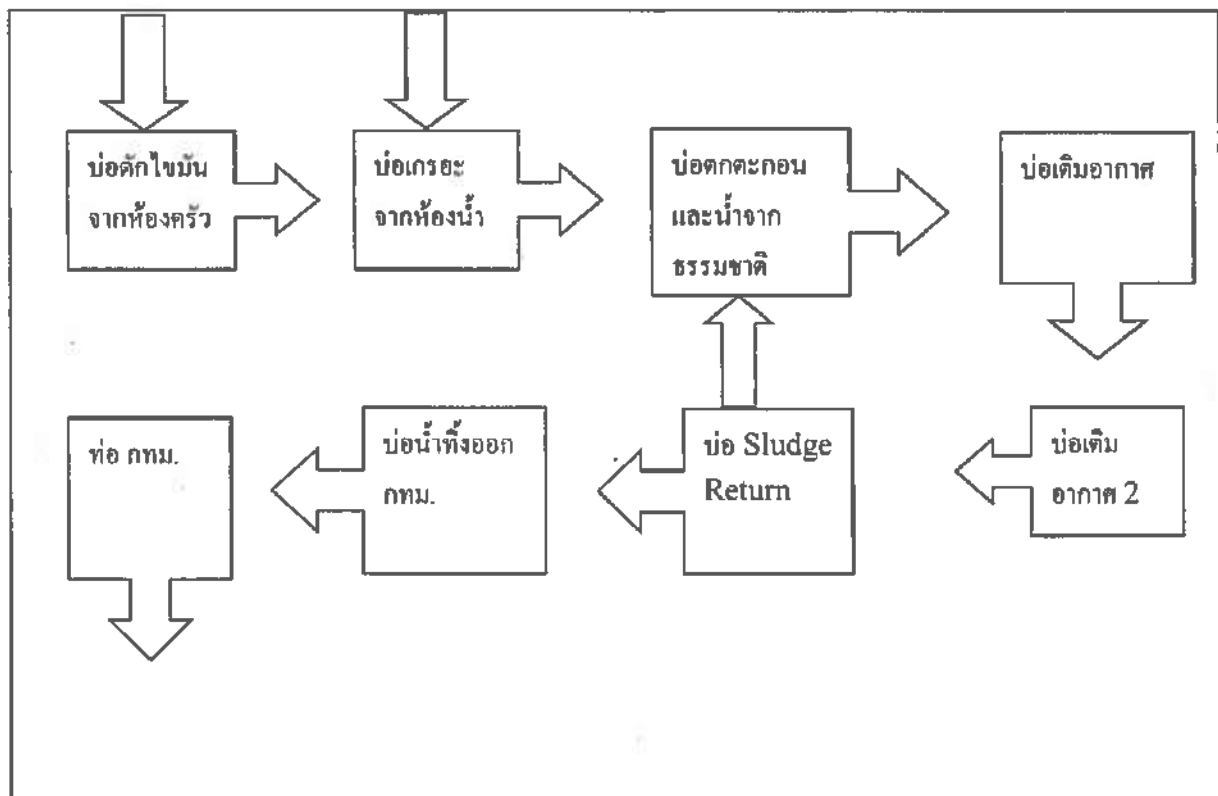 บ่อดักไขมัน
จากห้องครัว
บ่อเกรอะ
จากห้องน้ำ
บ่อตกตะกอน
และน้ำจาก
ธรรมชาติ
บ่อเติมอากาศ
ท่อ กทม.
บ่อน้ำทิ้งออก
กทม.
บ่อ Sludge
Return
บ่อเติม
อากาศ 2